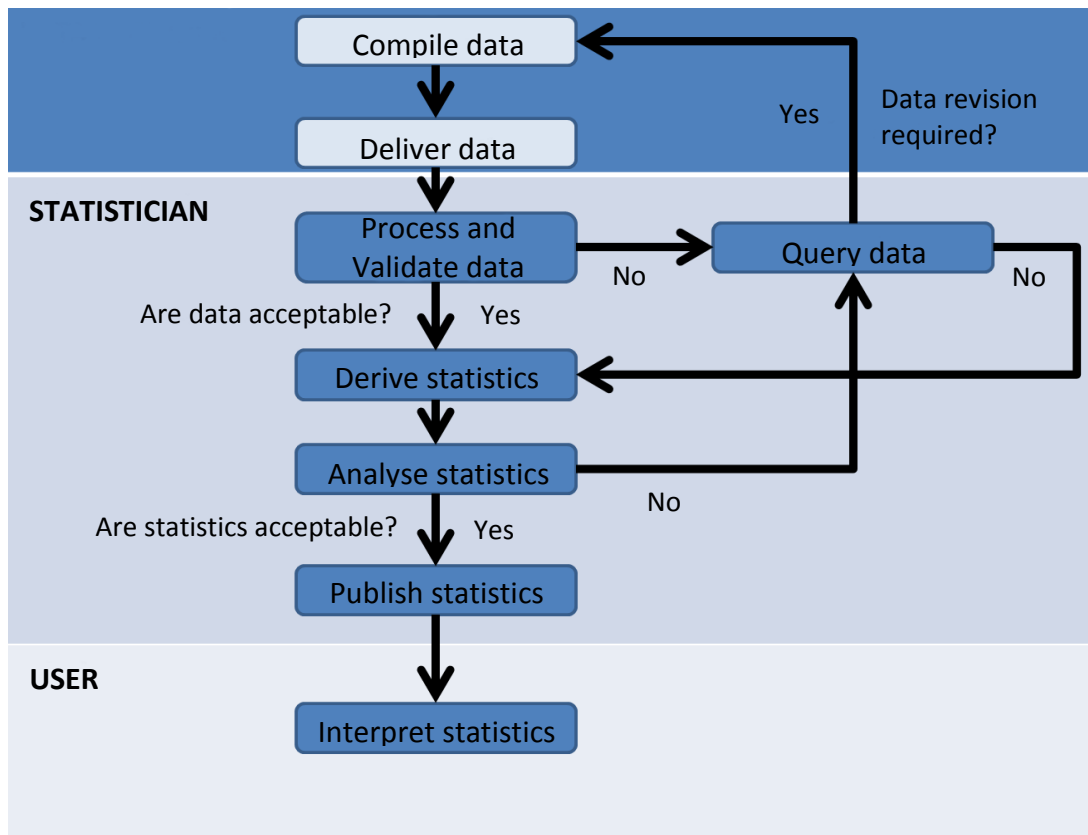 Compile data
Yes
Data revision
required?
Deliver data
STATISTICIAN
Process and
Validate data
No
Query data
No
Are data acceptable?
Yes
Derive statistics
Analyse statistics
No
Are statistics acceptable?
Yes
Publish statistics
USER
Interpret statistics